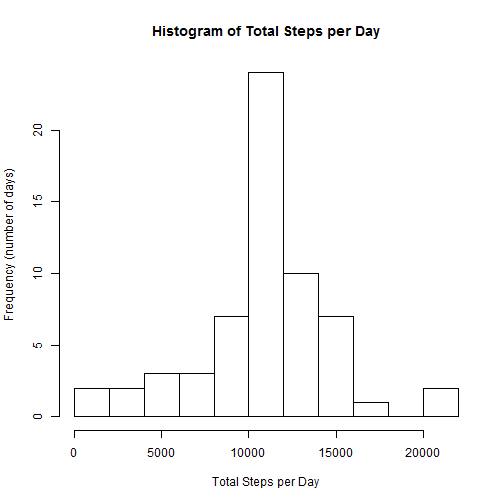 Histogram of Total Steps per Day
Frequency (number of days)
20
15
10
5
0
0 5000 10000 15000 20000
Total Steps per Day